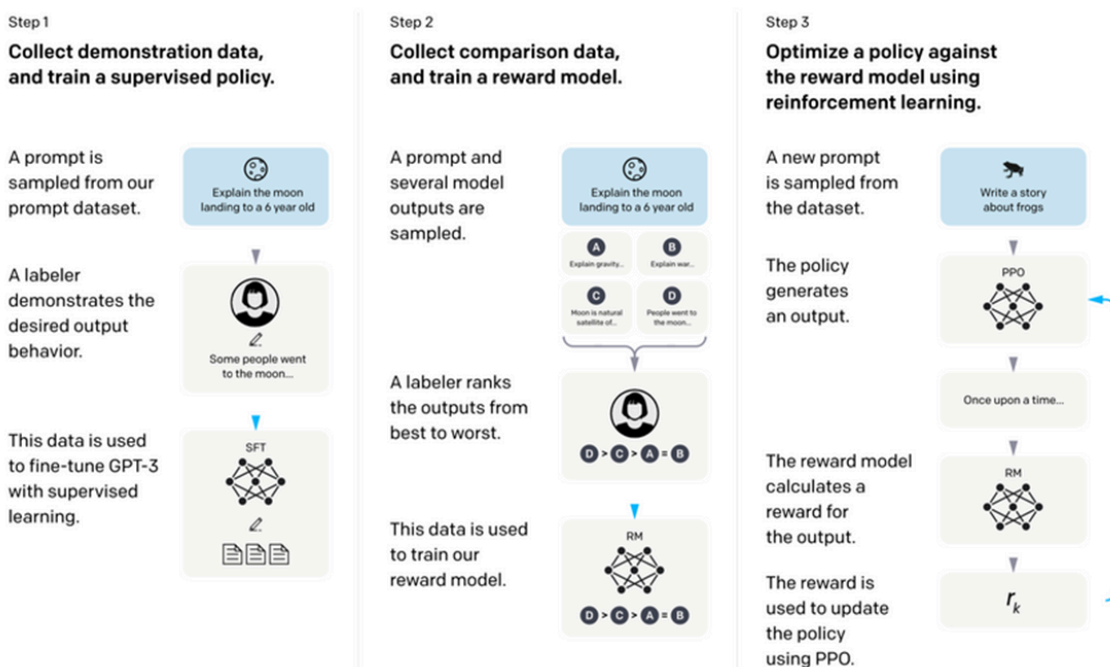 Step 1
Collect demonstration data,
and train a supervised policy.
A prompt is
sampled from our
prompt dataset.
Explain the moon
landing to a 6 year old
A labeler
demonstrates the
desired output
behavior.
Some people went
to the moon...
This data is used
to fine-tune GPT-3
with supervised
learning.
SFT
Step 2
Collect comparison data,
and train a reward model.
A prompt and
several model
outputs are
sampled.
Explain the moon
landing to a 6 year old
A
Explain gravity...
B
Explain war...
C
Moon is natural
satellite of...
D
People went to
the moon...
A labeler ranks
the outputs from
best to worst.
D > C > A = B
This data is used
to train our
reward model.
RM
D > C > A = B
Step 3
Optimize a policy against
the reward model using
reinforcement learning.
A new prompt
is sampled from
the dataset.
Write a story
about frogs
The policy
generates
an output.
PPO
Once upon a time...
The reward model
calculates a
reward for
the output.
RM
The reward is
used to update
the policy
using PPO.
rₖ